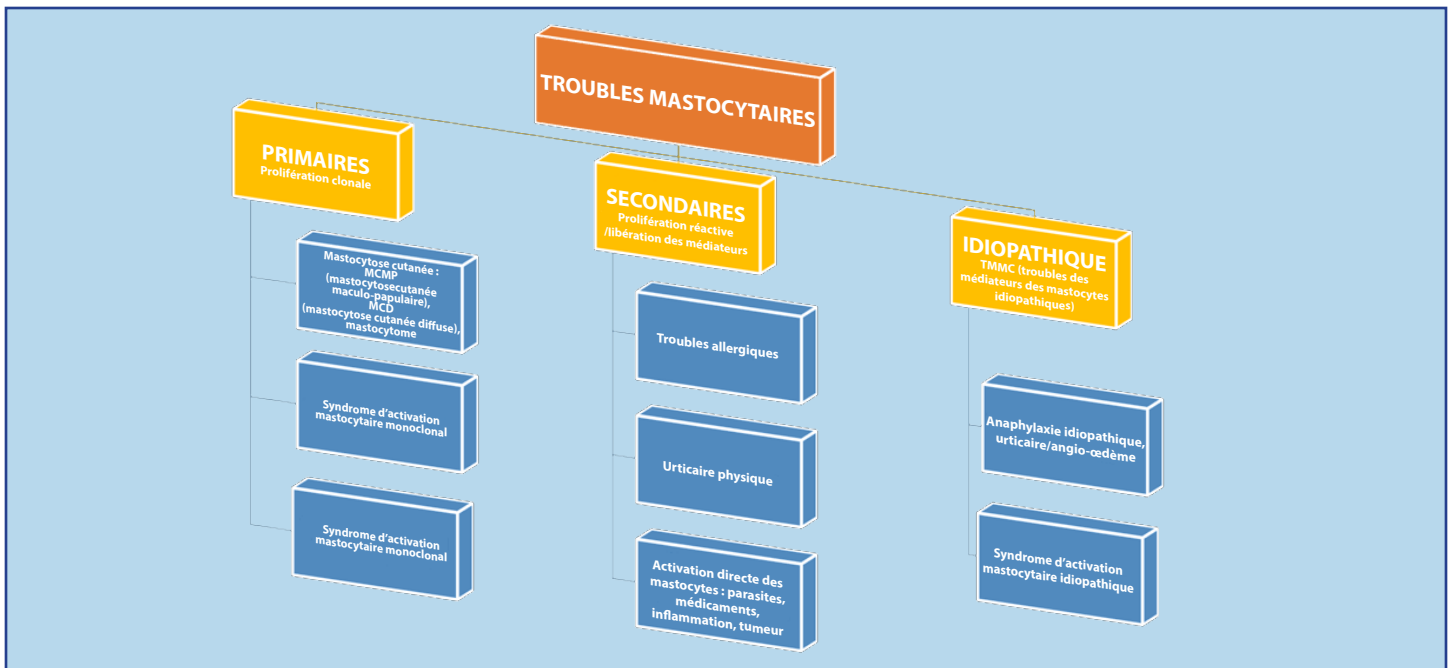 TROUBLES MASTOCYTAIRES
PRIMAIRES
Prolifération clonale
Mastocytose cutanée :
MCMP
(mastocytosecutanée
maculo-papulaire),
MCD
(mastocytose cutanée diffuse),
mastocytome
Syndrome d’activation
mastocytaire monoclonal
Syndrome d’activation
mastocytaire monoclonal
SECONDAIRES
Prolifération réactive
/libération des médiateurs
Troubles allergiques
Urticaire physique
Activation directe des
mastocytes : parasites,
médicaments,
inflammation, tumeur
IDIOPATHIQUE
TMMC (troubles des
médiateurs des mastocytes
idiopathiques)
Anaphylaxie idiopathique,
urticaire/angio-œdème
Syndrome d’activation
mastocytaire idiopathique